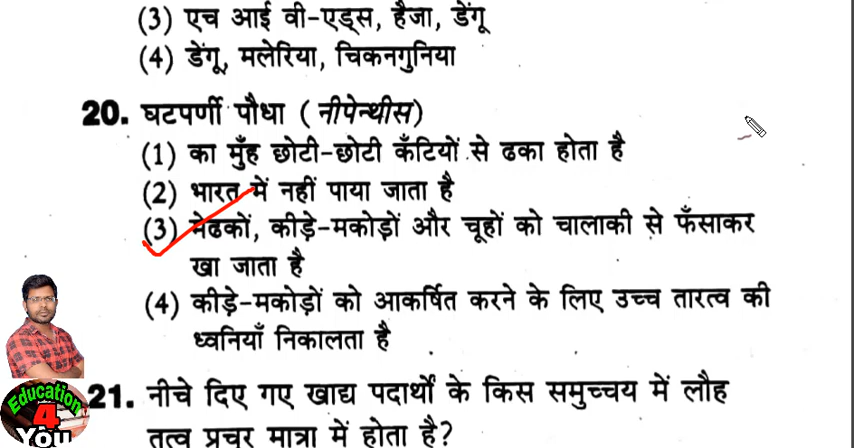 (3) एच आई वी-एड्स, हैजा, डेंगू
(4) डेंगू, मलेरिया, चिकनगुनिया
20. घटपर्णी पौधा (नीपेन्थीस)
(1) का मुँह छोटी-छोटी कँटियों से ढका होता है
(2) भारत में नहीं पाया जाता है
(3) मेढकों, कीड़े-मकोड़ों और चूहों को चालाकी से फँसाकर
खा जाता है
(4) कीड़े-मकोड़ों को आकर्षित करने के लिए उच्च तारत्व की
ध्वनियाँ निकालता है
21. नीचे दिए गए खाद्य पदार्थों के किस समुच्चय में लौह
तत्व प्रचुर मात्रा में होता है?
Education
4
You